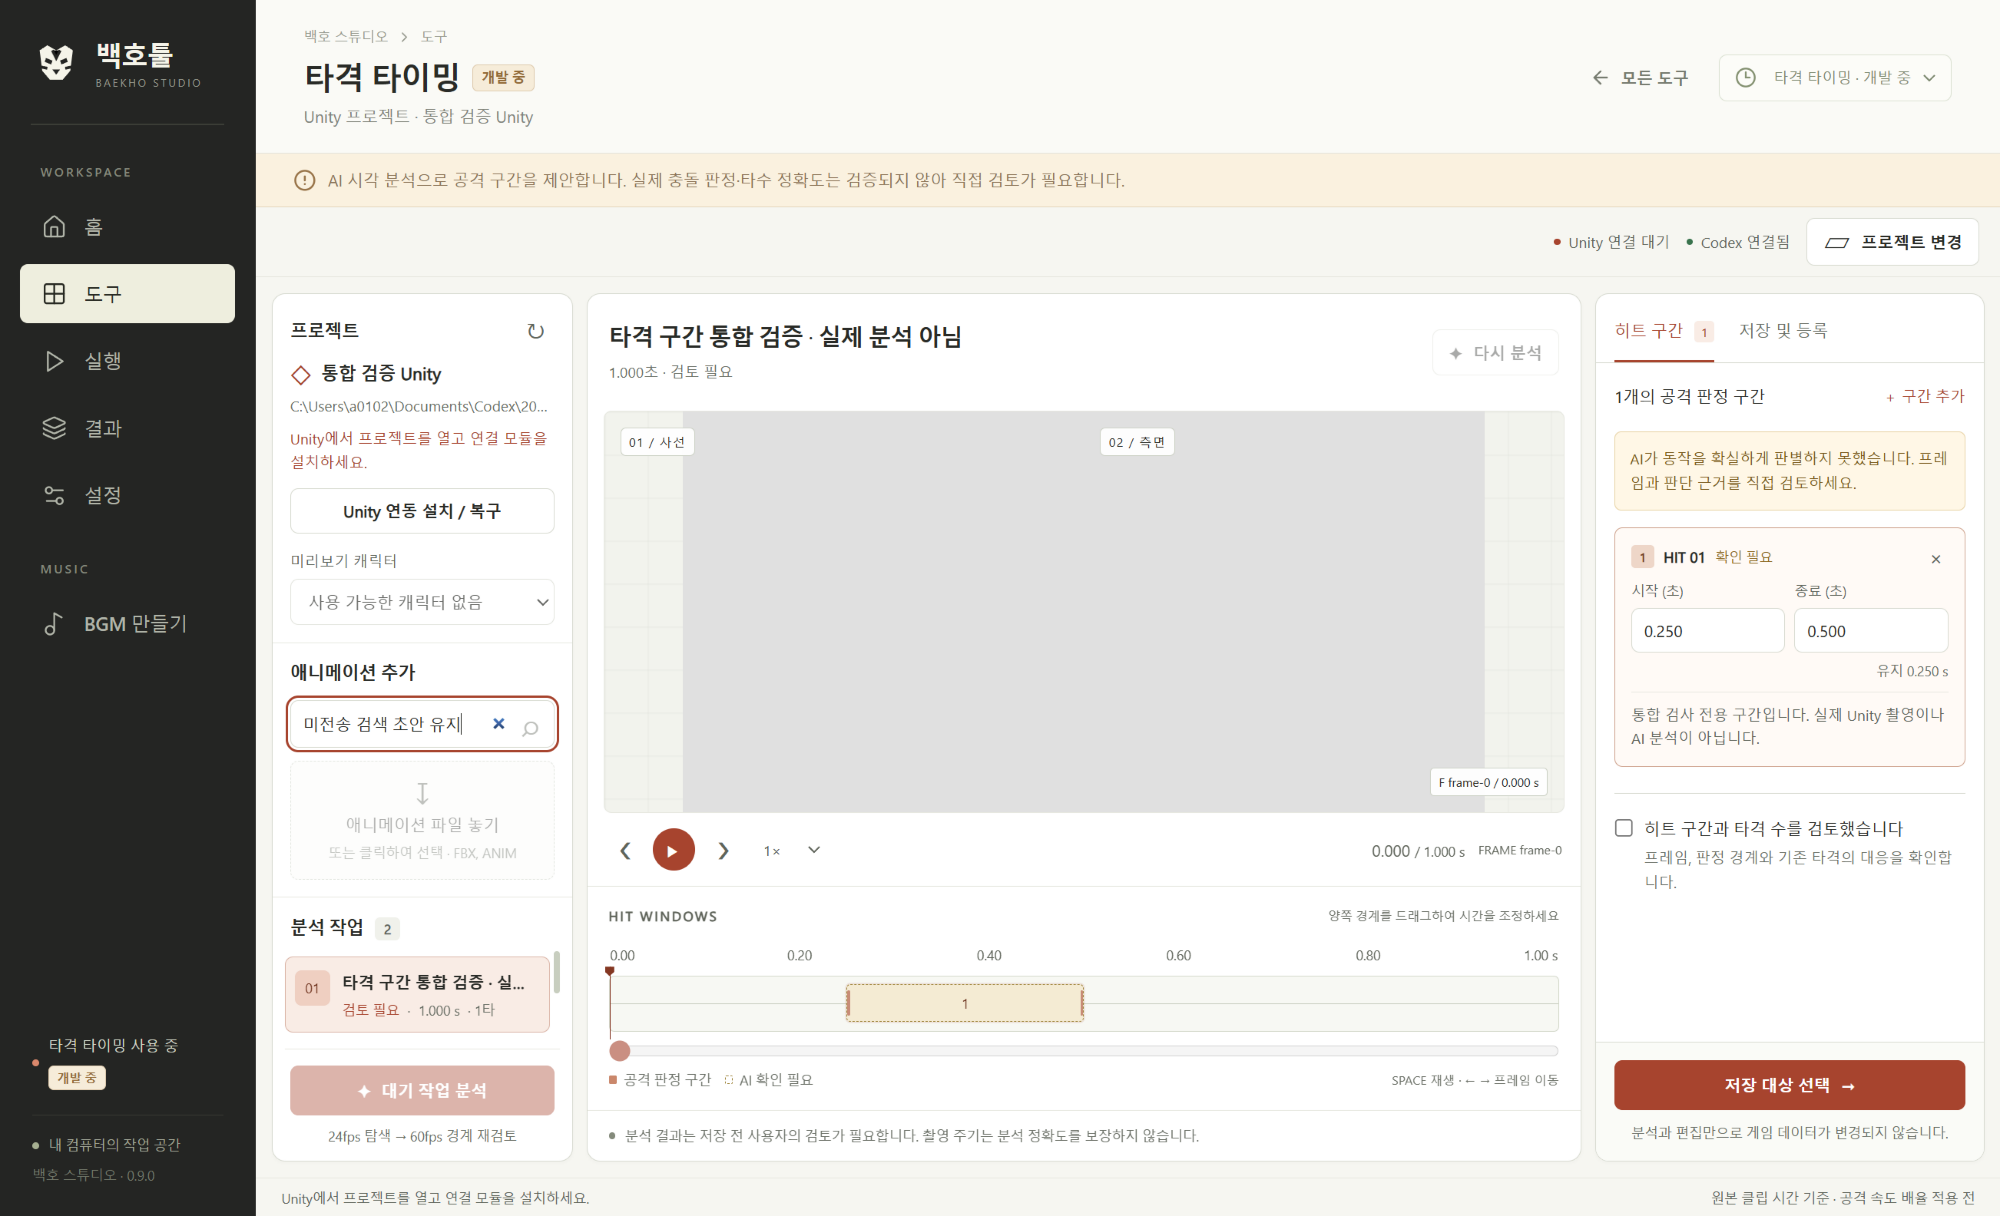 백호툴
BAEKHO STUDIO
WORKSPACE
홈
도구
실행
결과
설정
MUSIC
BGM 만들기
타격 타이밍 사용 중
개발 중
내 컴퓨터의 작업 공간
백호 스튜디오 · 0.9.0
백호 스튜디오 > 도구
타격 타이밍 개발 중
Unity 프로젝트 · 통합 검증 Unity
← 모든 도구
타격 타이밍 · 개발 중
AI 시각 분석으로 공격 구간을 제안합니다. 실제 충돌 판정·타수 정확도는 검증되지 않아 직접 검토가 필요합니다.
Unity 연결 대기
Codex 연결됨
프로젝트 변경
프로젝트
통합 검증 Unity
C:\Users\a0102\Documents\Codex\20...
Unity에서 프로젝트를 열고 연결 모듈을
설치하세요.
Unity 연동 설치 / 복구
미리보기 캐릭터
사용 가능한 캐릭터 없음
애니메이션 추가
미전송 검색 초안 유지
애니메이션 파일 놓기
또는 클릭하여 선택 · FBX, ANIM
분석 작업 2
01
타격 구간 통합 검증 · 실...
검토 필요 · 1.000 s · 1타
대기 작업 분석
24fps 탐색 → 60fps 경계 재검토
타격 구간 통합 검증 · 실제 분석 아님
1.000초 · 검토 필요
다시 분석
01 / 사선
02 / 측면
F frame-0 / 0.000 s
1×
0.000 / 1.000 s FRAME frame-0
HIT WINDOWS
양쪽 경계를 드래그하여 시간을 조정하세요
0.00 0.20 0.40 0.60 0.80 1.00 s
1
공격 판정 구간
AI 확인 필요
SPACE 재생 · ← → 프레임 이동
분석 결과는 저장 전 사용자의 검토가 필요합니다. 촬영 주기는 분석 정확도를 보장하지 않습니다.
히트 구간 1
저장 및 등록
1개의 공격 판정 구간
+ 구간 추가
AI가 동작을 확실하게 판별하지 못했습니다. 프레
임과 판단 근거를 직접 검토하세요.
1 HIT 01 확인 필요 ×
시작 (초) 종료 (초)
0.250 0.500
유지 0.250 s
통합 검사 전용 구간입니다. 실제 Unity 촬영이나
AI 분석이 아닙니다.
히트 구간과 타격 수를 검토했습니다
프레임, 판정 경계와 기존 타격의 대응을 확인합
니다.
저장 대상 선택 →
분석과 편집만으로 게임 데이터가 변경되지 않습니다.
Unity에서 프로젝트를 열고 연결 모듈을 설치하세요.
원본 클립 시간 기준 · 공격 속도 배율 적용 전